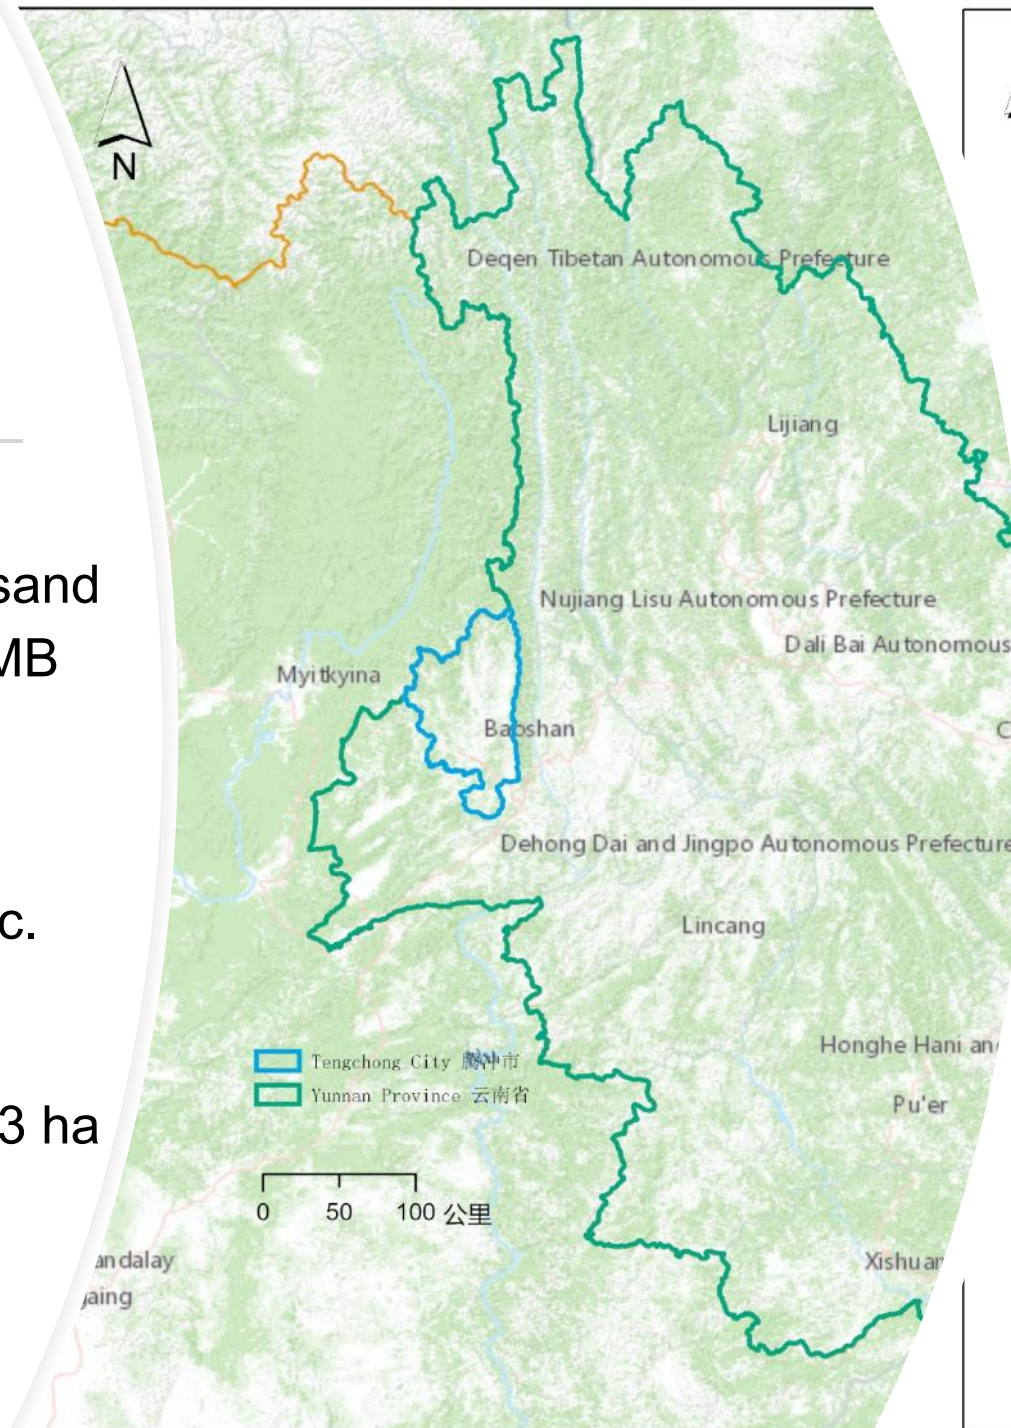 N
Deqen Tibetan Autonomous Prefecture
Lijiang
sand
Nujiang Lisu Autonomous Prefecture
Dali Bai Autonomous
MB
Myitkyina
Baoshan
C
Dehong Dai and Jingpo Autonomous Prefecture
c.
Lincang
Honghe Hani an
Tengchong City 腾冲市
Yunnan Province 云南省
Pu'er
3 ha
0 50 100 公里
andalay
Xishuan
aing